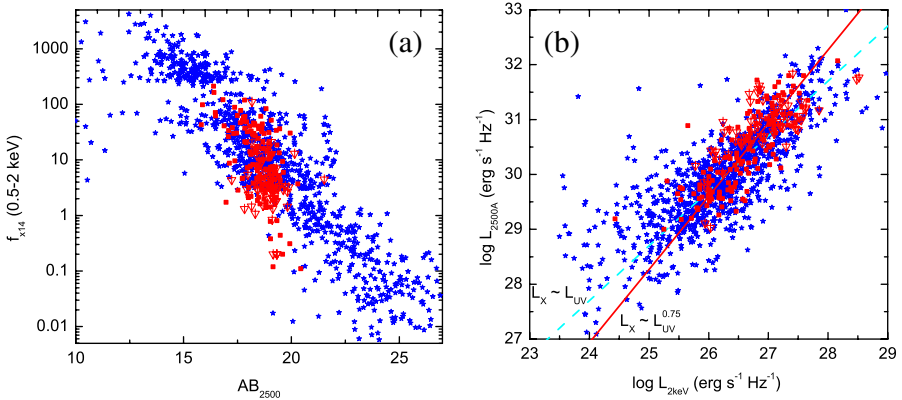 (a)
f_x14 (0.5-2 keV)
1000
100
10
1
0.1
0.01
10 15 20 25
AB_2500
(b)
log L_2500A (erg s^-1 Hz^-1)
33
32
31
30
29
28
27
L_X ~ L_UV
L_X ~ L_UV^0.75
23 24 25 26 27 28 29
log L_2keV (erg s^-1 Hz^-1)